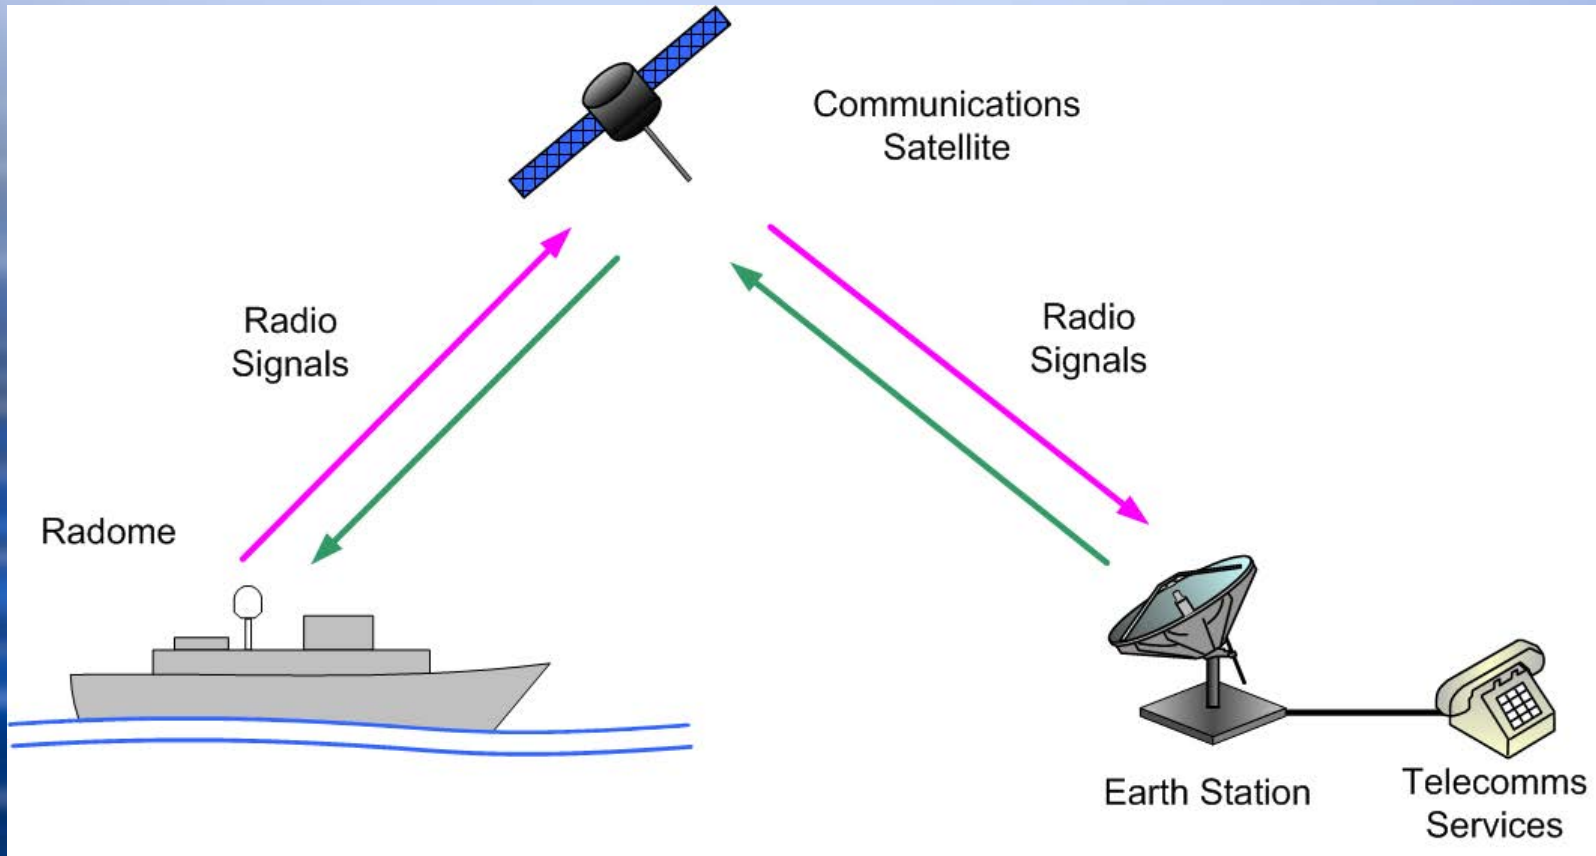 Communications
Satellite
Radio
Signals
Radio
Signals
Radome
Earth Station
Telecomms
Services